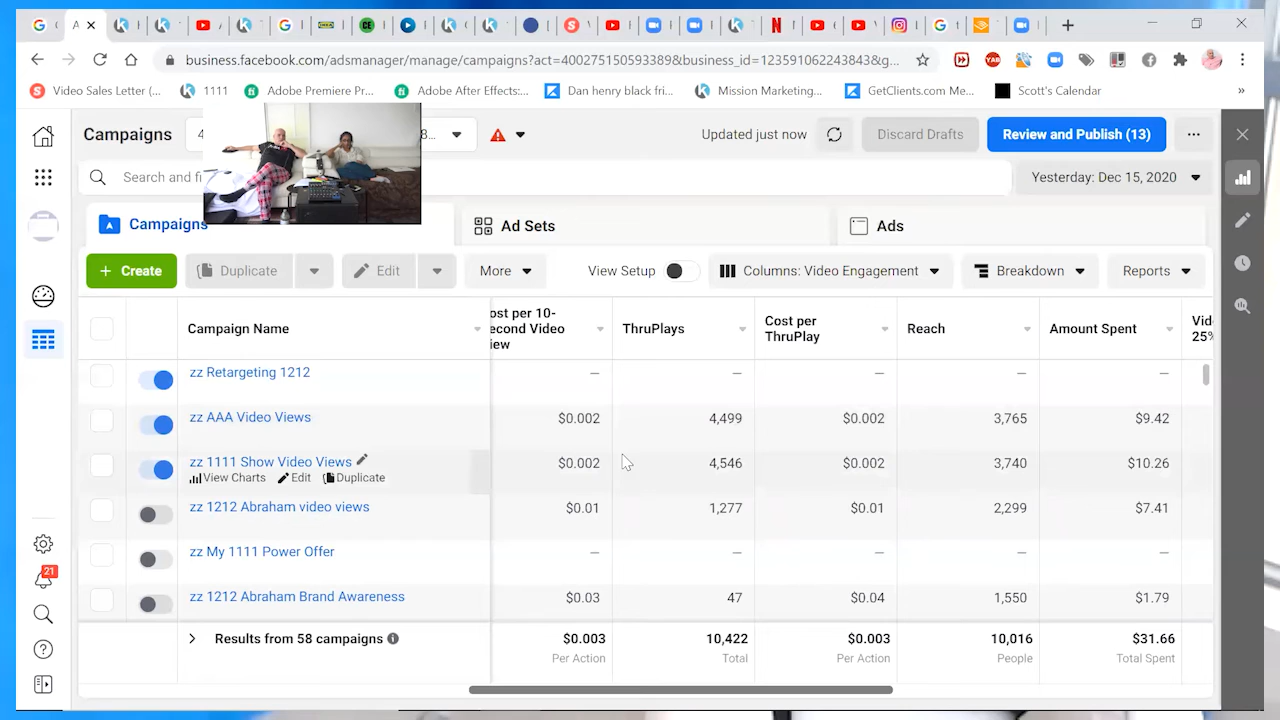 A
business.facebook.com/adsmanager/manage/campaigns?act=400275150593389&business_id=123591062243843&g...
Video Sales Letter (...
1111
Adobe Premiere Pr...
Adobe After Effects:...
Dan henry black fri...
Mission Marketing...
GetClients.com Me...
Scott's Calendar
»
Campaigns
4
8...
Updated just now
Discard Drafts
Review and Publish (13)
Search and fi
Yesterday: Dec 15, 2020
Campaigns
Ad Sets
Ads
+ Create
Duplicate
Edit
More
View Setup
Columns: Video Engagement
Breakdown
Reports
Campaign Name
ost per 10-
econd Video
iew
ThruPlays
Cost per
ThruPlay
Reach
Amount Spent
Vid
25%
zz Retargeting 1212 — — — — —
zz AAA Video Views $0.002 4,499 $0.002 3,765 $9.42
zz 1111 Show Video Views $0.002 4,546 $0.002 3,740 $10.26
View Charts Edit Duplicate
zz 1212 Abraham video views $0.01 1,277 $0.01 2,299 $7.41
zz My 1111 Power Offer — — — — —
zz 1212 Abraham Brand Awareness $0.03 47 $0.04 1,550 $1.79
21
Results from 58 campaigns $0.003 10,422 $0.003 10,016 $31.66
Per Action Total Per Action People Total Spent